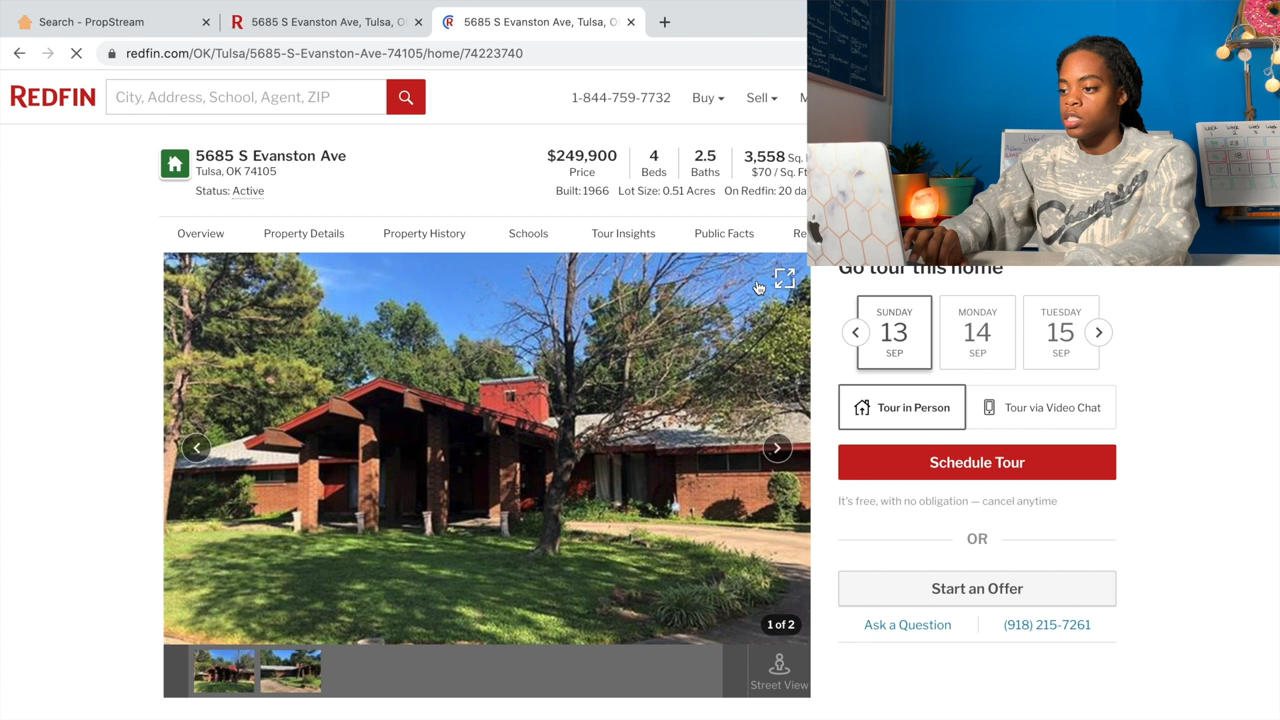 Search - PropStream
5685 S Evanston Ave, Tulsa, O
5685 S Evanston Ave, Tulsa, O
redfin.com/OK/Tulsa/5685-S-Evanston-Ave-74105/home/74223740
REDFIN
City, Address, School, Agent, ZIP
1-844-759-7732 Buy Sell M
5685 S Evanston Ave
Tulsa, OK 74105
Status: Active
$249,900
Price
4
Beds
2.5
Baths
3,558 Sq.
$70 / Sq. Ft
Built: 1966 Lot Size: 0.51 Acres On Redfin: 20 da
Overview Property Details Property History Schools Tour Insights Public Facts Re
1 of 2
Street View
Go tour this home
SUNDAY
13
SEP
MONDAY
14
SEP
TUESDAY
15
SEP
Tour in Person
Tour via Video Chat
Schedule Tour
It's free, with no obligation — cancel anytime
OR
Start an Offer
Ask a Question (918) 215-7261
Champion